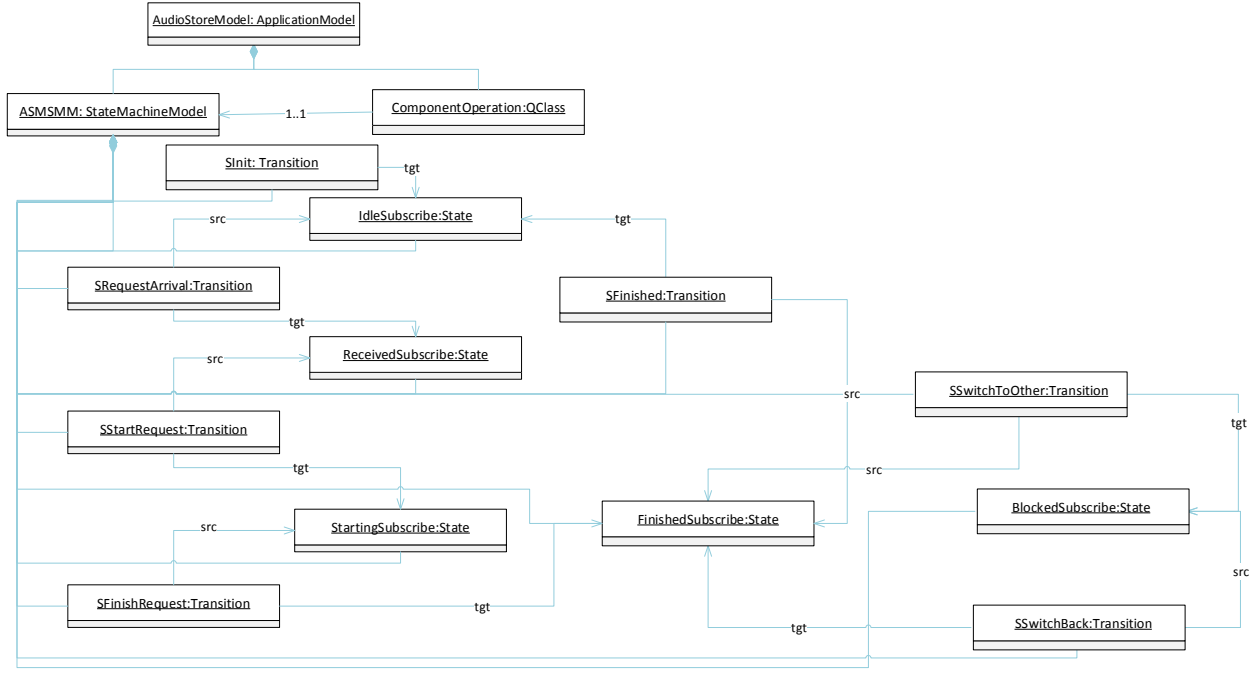 AudioStoreModel: ApplicationModel
ASMSMM: StateMachineModel
1..1
ComponentOperation:QClass
SInit: Transition
tgt
src
IdleSubscribe:State
tgt
SRequestArrival:Transition
SFinished:Transition
tgt
src
ReceivedSubscribe:State
src
SSwitchToOther:Transition
tgt
SStartRequest:Transition
tgt
src
StartingSubscribe:State
src
FinishedSubscribe:State
BlockedSubscribe:State
src
SFinishRequest:Transition
tgt
SSwitchBack:Transition
tgt